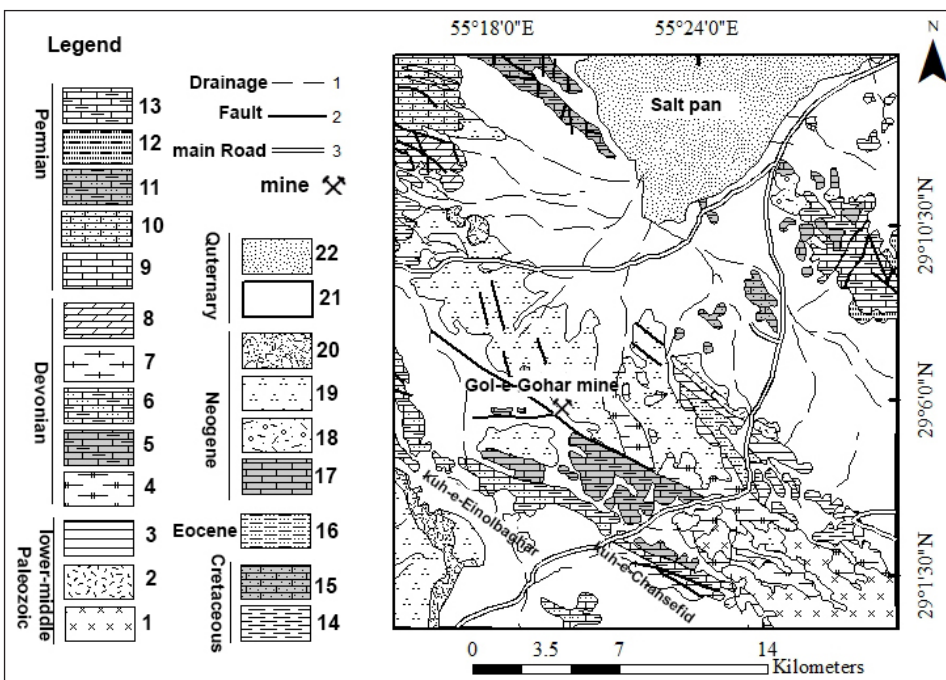 Legend
Permian
13
12
11
10
9
Devonian
8
7
6
5
4
lower-middle
Paleozoic
3
2
1
Drainage 1
Fault 2
main Road 3
mine
Quternary
22
21
Neogene
20
19
18
17
Eocene 16
Cretaceous
15
14
55°18'0"E 55°24'0"E
N
Salt pan
29°10'30"N
Gol-e-Gohar mine
29°6'0"N
kuh-e-Einolbaghar
kuh-e-Chahsefid
29°1'30"N
0 3.5 7 14
Kilometers